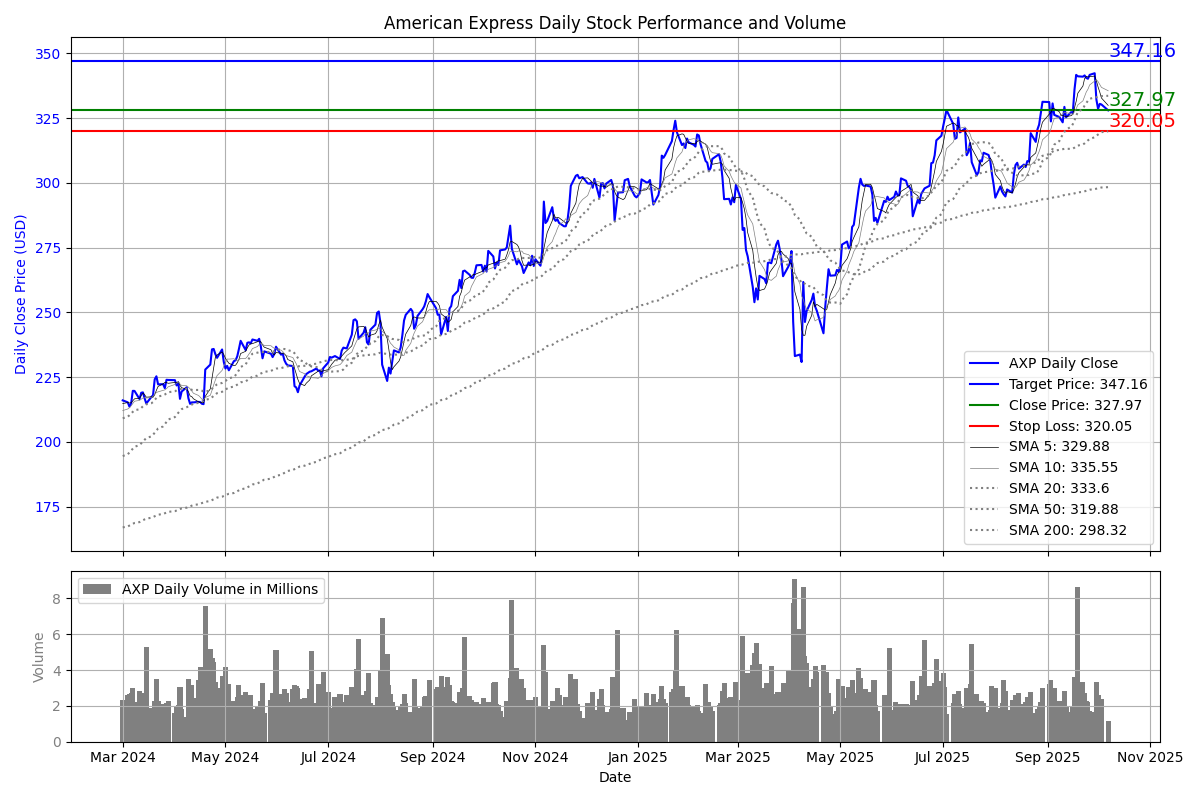 American Express Daily Stock Performance and Volume
347.16
327.97
320.05
350
325
300
275
250
225
200
175
Daily Close Price (USD)
AXP Daily Close
Target Price: 347.16
Close Price: 327.97
Stop Loss: 320.05
SMA 5: 329.88
SMA 10: 335.55
SMA 20: 333.6
SMA 50: 319.88
SMA 200: 298.32
AXP Daily Volume in Millions
8
6
4
2
0
Volume
Mar 2024 May 2024 Jul 2024 Sep 2024 Nov 2024 Jan 2025 Mar 2025 May 2025 Jul 2025 Sep 2025 Nov 2025
Date